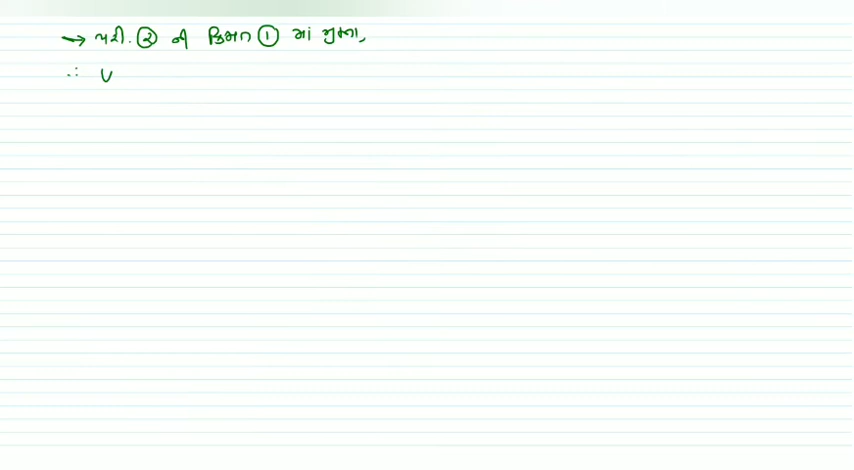 → સમી. ② ની કિંમત ① માં મુકતા,
∴ V